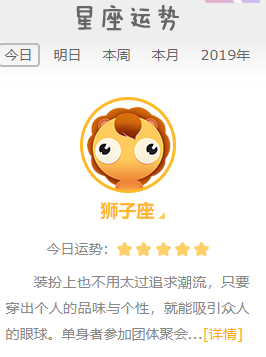 星座运势
今日 明日 本周 本月 2019年
狮子座
今日运势:
装扮上也不用太过追求潮流，只要
穿出个人的品味与个性，就能吸引众人
的眼球。单身者参加团体聚会...[详情]